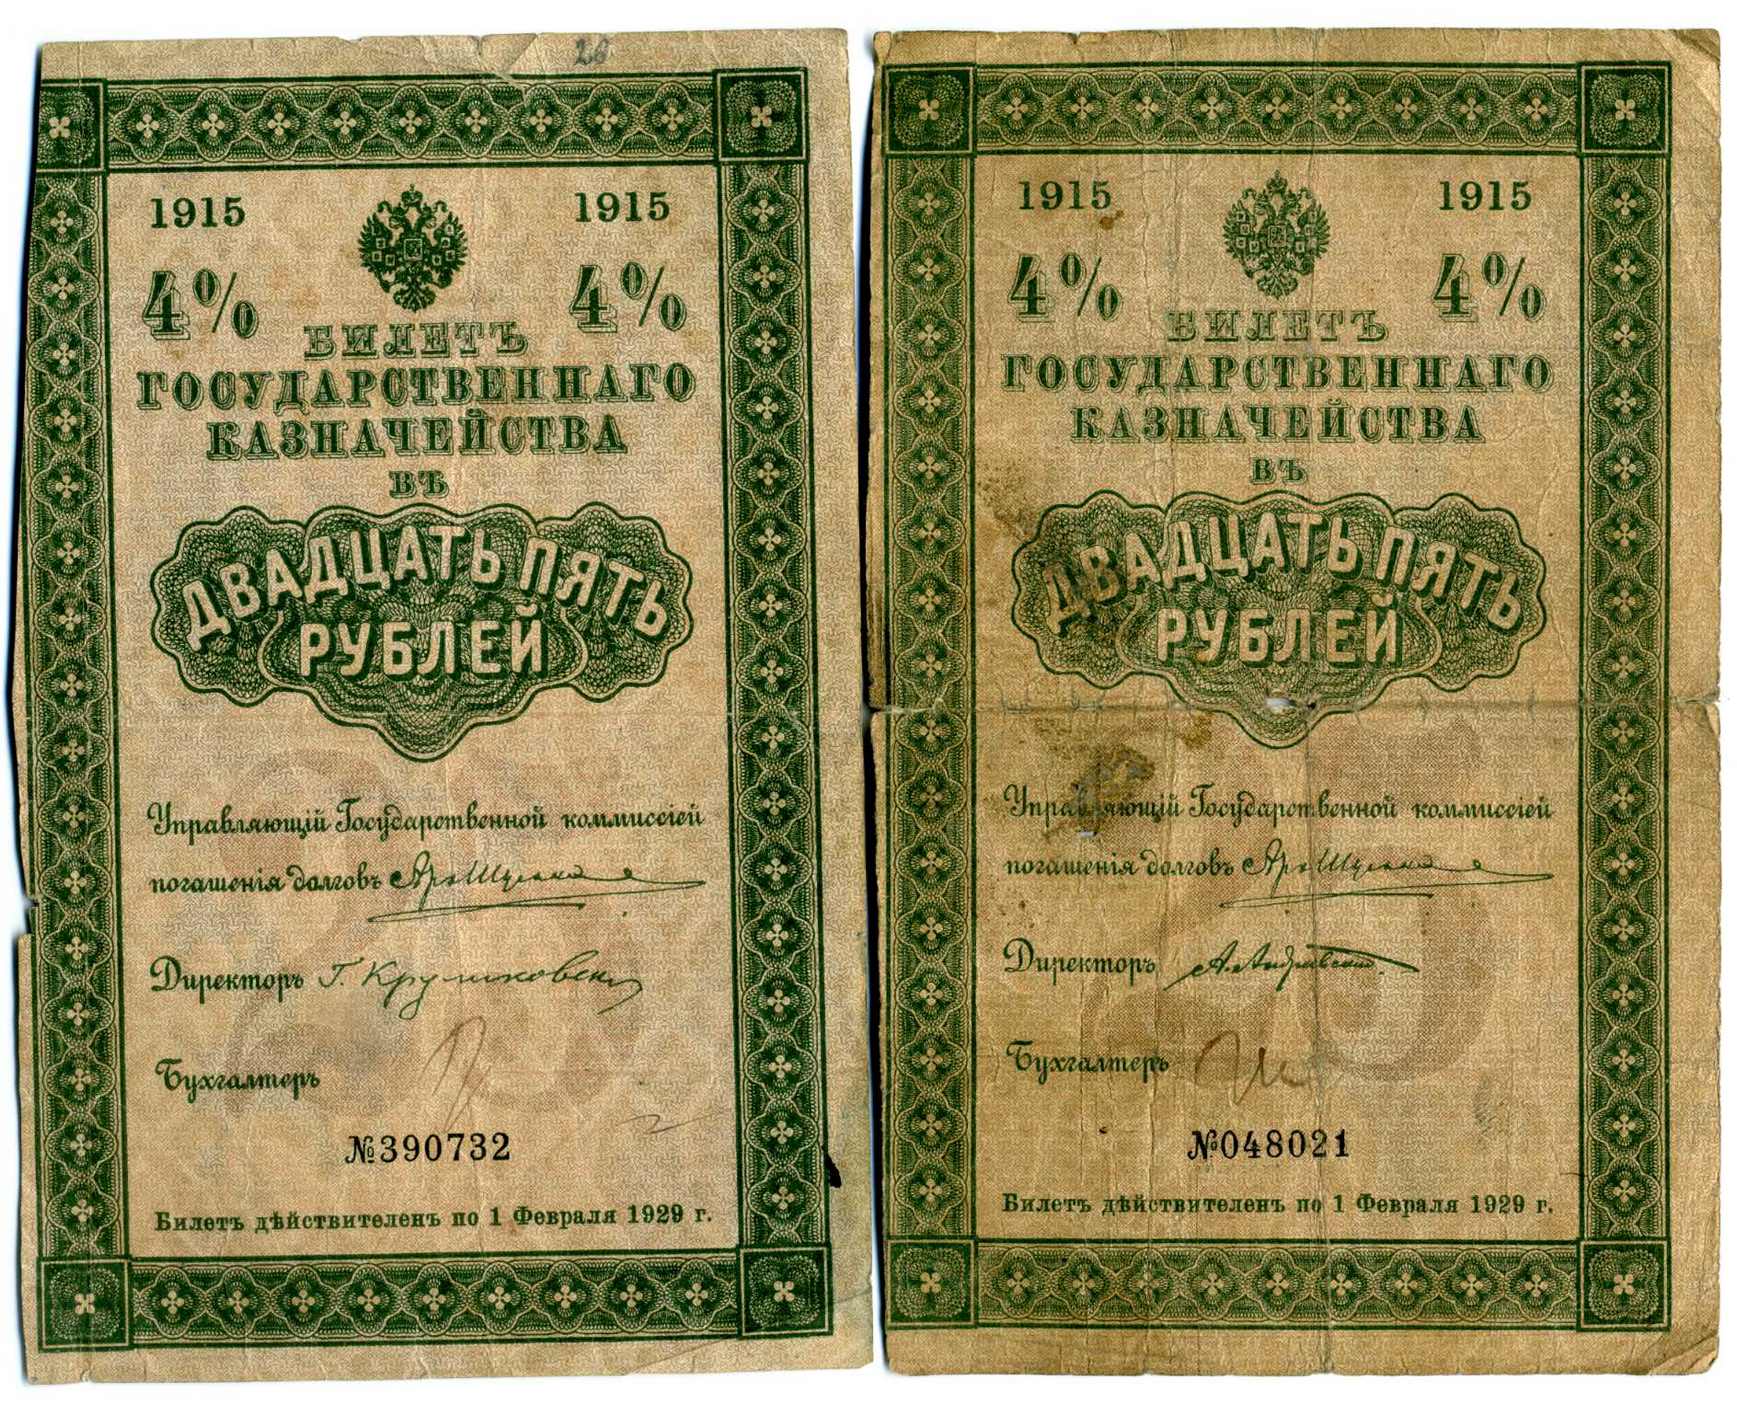 26
1915 1915
4% 4%
БИЛЕТЪ
ГОСУДАРСТВЕННАГО
КАЗНАЧЕЙСТВА
ВЪ
ДВАДЦАТЬ ПЯТЬ
РУБЛЕЙ
Управляющій Государственной коммиссіей
погашенія долговъ
Директоръ
Бухгалтеръ
№390732
Билетъ дѣйствителенъ по 1 Февраля 1929 г.
1915 1915
4% 4%
БИЛЕТЪ
ГОСУДАРСТВЕННАГО
КАЗНАЧЕЙСТВА
ВЪ
ДВАДЦАТЬ ПЯТЬ
РУБЛЕЙ
Управляющій Государственной коммиссіей
погашенія долговъ
Директоръ
Бухгалтеръ
№048021
Билетъ дѣйствителенъ по 1 Февраля 1929 г.